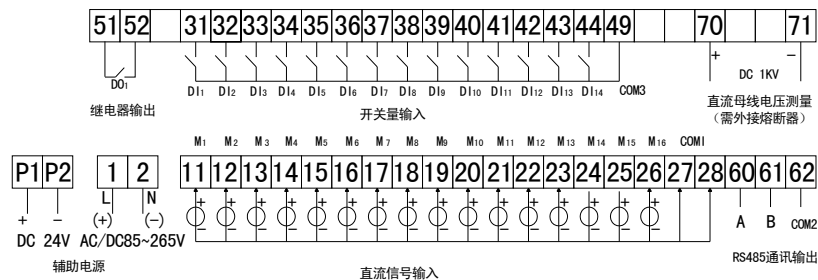 51 52 31 32 33 34 35 36 37 38 39 40 41 42 43 44 49 70 71
DO1
DI1 DI2 DI3 DI4 DI5 DI6 DI7 DI8 DI9 DI10 DI11 DI12 DI13 DI14 COM3
+ −
DC 1KV
继电器输出
开关量输入
直流母线电压测量
(需外接熔断器)
M1 M2 M3 M4 M5 M6 M7 M8 M9 M10 M11 M12 M13 M14 M15 M16 COM1
P1 P2 1 2 11 12 13 14 15 16 17 18 19 20 21 22 23 24 25 26 27 28 60 61 62
L N
+ − (+) (−)
+ + + + + + + + + + + + + + + +
− − − − − − − − − − − − − − − −
A B COM2
DC 24V AC/DC85~265V
辅助电源
直流信号输入
RS485通讯输出